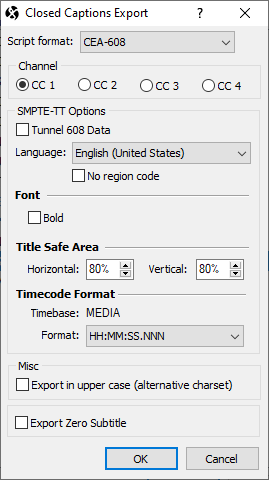 Closed Captions Export
Script format: CEA-608
Channel
CC 1 CC 2 CC 3 CC 4
SMPTE-TT Options
Tunnel 608 Data
Language: English (United States)
No region code
Font
Bold
Title Safe Area
Horizontal: 80% Vertical: 80%
Timecode Format
Timebase: MEDIA
Format: HH:MM:SS.NNN
Misc
Export in upper case (alternative charset)
Export Zero Subtitle
OK Cancel